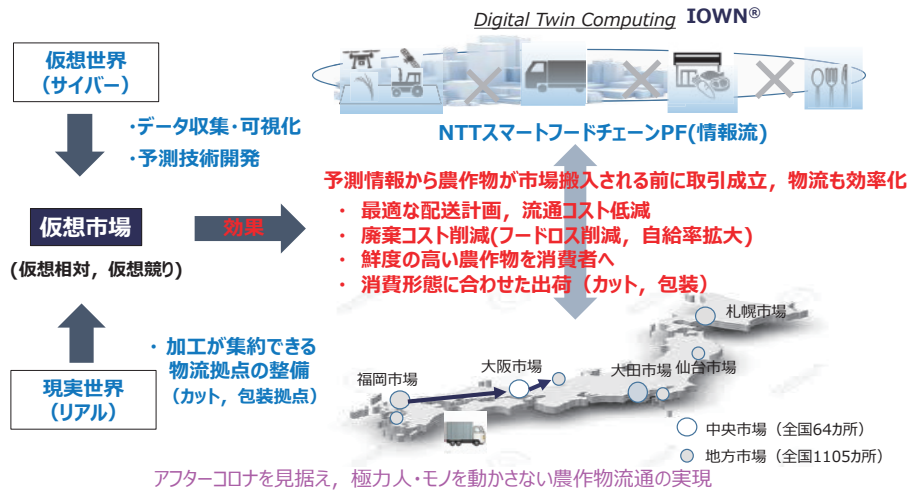 Digital Twin Computing IOWN®
仮想世界
（サイバー）
・データ収集・可視化
・予測技術開発
NTTスマートフードチェーンPF(情報流)
予測情報から農作物が市場搬入される前に取引成立，物流も効率化
・ 最適な配送計画，流通コスト低減
・ 廃棄コスト削減(フードロス削減，自給率拡大)
・ 鮮度の高い農作物を消費者へ
・ 消費形態に合わせた出荷（カット，包装）
仮想市場
効果
(仮想相対，仮想競り)
・ 加工が集約できる
物流拠点の整備
（カット，包装拠点）
現実世界
（リアル）
札幌市場
仙台市場
大田市場
大阪市場
福岡市場
中央市場（全国64カ所）
地方市場（全国1105カ所）
アフターコロナを見据え，極力人・モノを動かさない農作物流通の実現